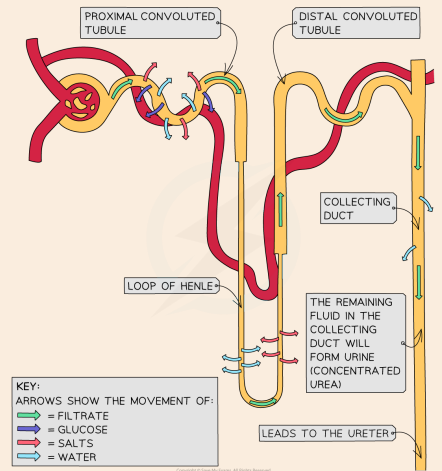 PROXIMAL CONVOLUTED
TUBULE
DISTAL CONVOLUTED
TUBULE
COLLECTING
DUCT
LOOP OF HENLE
THE REMAINING
FLUID IN THE
COLLECTING
DUCT WILL
FORM URINE
(CONCENTRATED
UREA)
KEY:
ARROWS SHOW THE MOVEMENT OF:
= FILTRATE
= GLUCOSE
= SALTS
= WATER
LEADS TO THE URETER